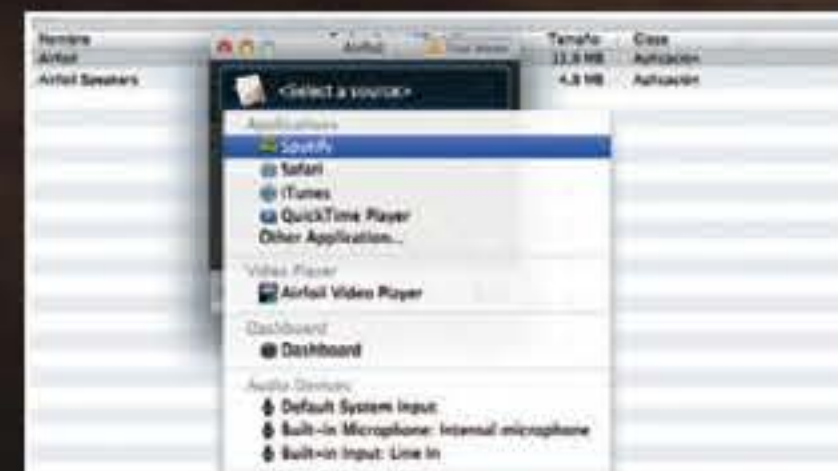 Nombre Tamaño Clase
Airfoil 11,8 MB Aplicación
Airfoil Speakers 4,8 MB Aplicación
Airfoil
<Select a source>
Applications
Spotify
Safari
iTunes
QuickTime Player
Other Application...
Video Player
Airfoil Video Player
Dashboard
Dashboard
Audio Devices
Default System Input
Built-in Microphone: Internal microphone
Built-in Input: Line In